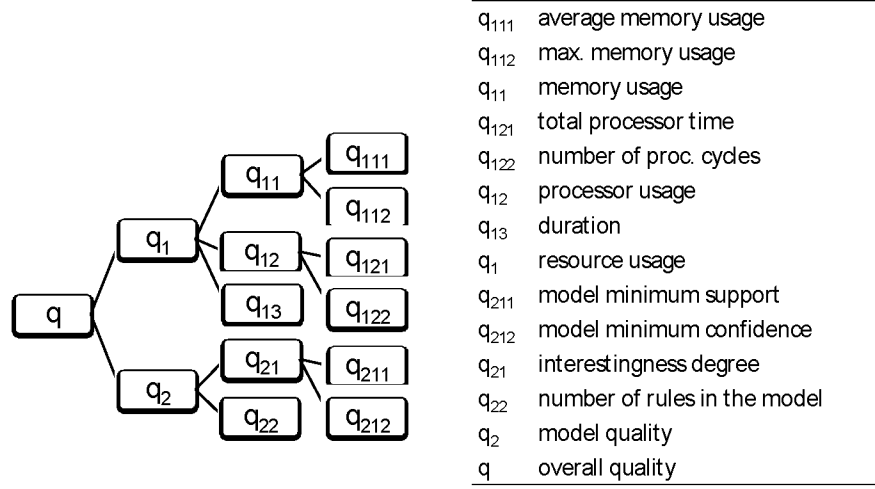 q
q₁
q₂
q₁₁
q₁₂
q₁₃
q₂₁
q₂₂
q₁₁₁
q₁₁₂
q₁₂₁
q₁₂₂
q₂₁₁
q₂₁₂
q₁₁₁ average memory usage
q₁₁₂ max. memory usage
q₁₁ memory usage
q₁₂₁ total processor time
q₁₂₂ number of proc. cycles
q₁₂ processor usage
q₁₃ duration
q₁ resource usage
q₂₁₁ model minimum support
q₂₁₂ model minimum confidence
q₂₁ interestingness degree
q₂₂ number of rules in the model
q₂ model quality
q overall quality